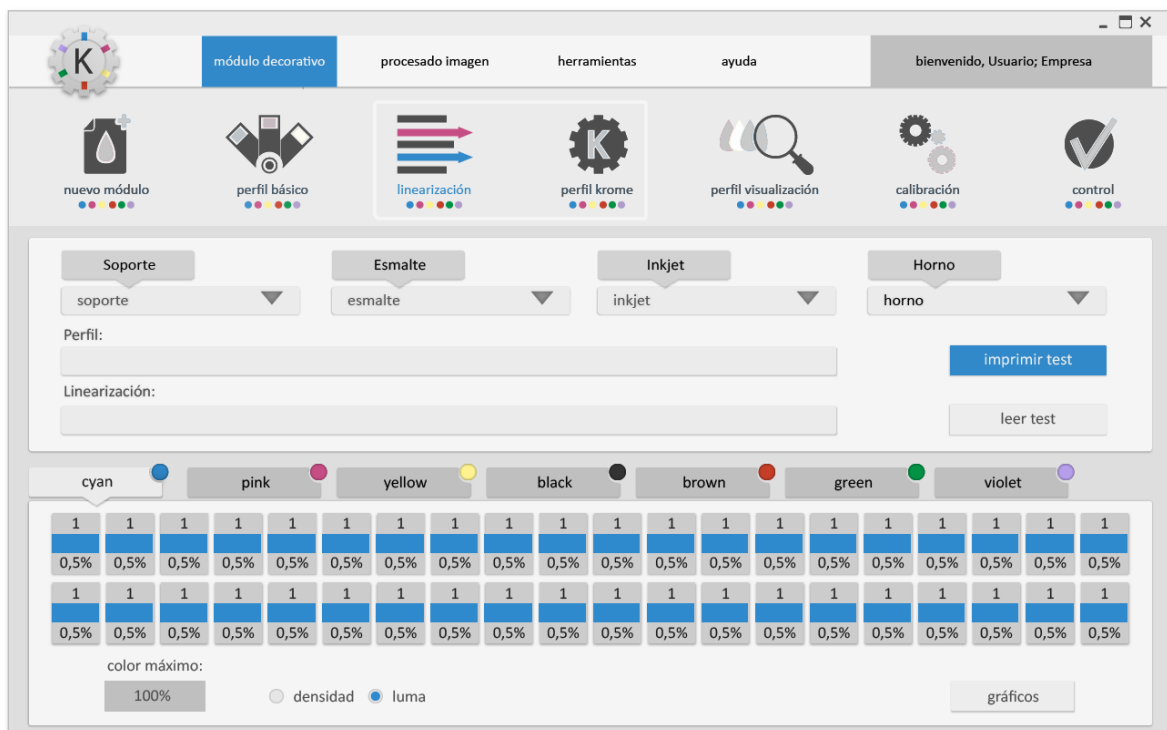 K
módulo decorativo procesado imagen herramientas ayuda bienvenido, Usuario; Empresa
K
nuevo módulo perfil básico linearización perfil krome perfil visualización calibración control
Soporte Esmalte Inkjet Horno
soporte esmalte inkjet horno
Perfil:
imprimir test
Linearización:
leer test
cyan pink yellow black brown green violet
1 1 1 1 1 1 1 1 1 1 1 1 1 1 1 1 1 1 1 1
0,5% 0,5% 0,5% 0,5% 0,5% 0,5% 0,5% 0,5% 0,5% 0,5% 0,5% 0,5% 0,5% 0,5% 0,5% 0,5% 0,5% 0,5% 0,5% 0,5%
1 1 1 1 1 1 1 1 1 1 1 1 1 1 1 1 1 1 1 1
0,5% 0,5% 0,5% 0,5% 0,5% 0,5% 0,5% 0,5% 0,5% 0,5% 0,5% 0,5% 0,5% 0,5% 0,5% 0,5% 0,5% 0,5% 0,5% 0,5%
color máximo:
100% densidad luma gráficos